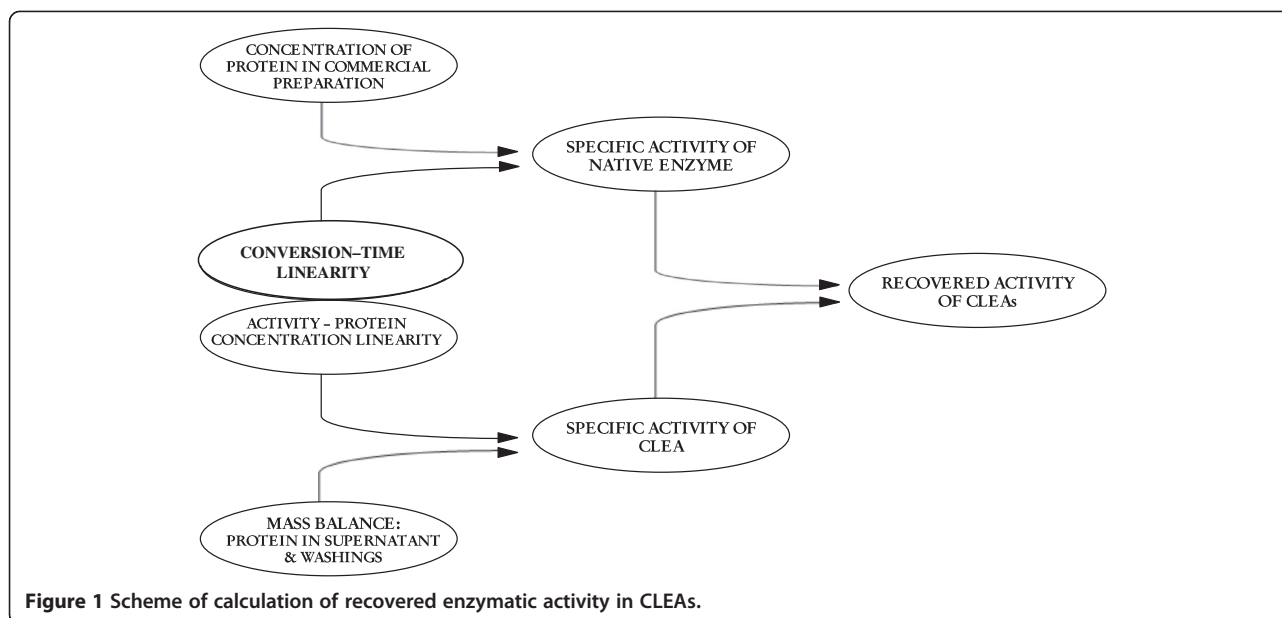 CONCENTRATION OF
PROTEIN IN COMMERCIAL
PREPARATION
SPECIFIC ACTIVITY OF
NATIVE ENZYME
CONVERSION–TIME
LINEARITY
RECOVERED ACTIVITY
OF CLEAs
ACTIVITY – PROTEIN
CONCENTRATION LINEARITY
SPECIFIC ACTIVITY OF
CLEA
MASS BALANCE:
PROTEIN IN SUPERNATANT
& WASHINGS
Figure 1 Scheme of calculation of recovered enzymatic activity in CLEAs.